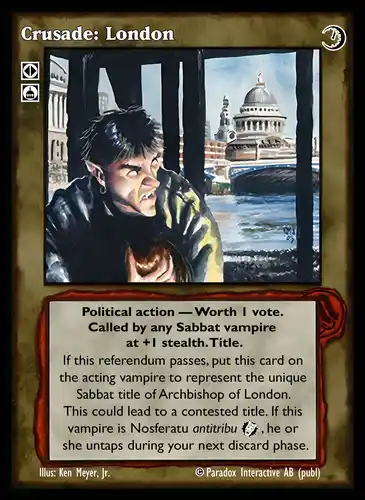 Crusade: London
Political action — Worth 1 vote.
Called by any Sabbat vampire
at +1 stealth. Title.
If this referendum passes, put this card on
the acting vampire to represent the unique
Sabbat title of Archbishop of London.
This could lead to a contested title. If this
vampire is Nosferatu antitribu , he or
she untaps during your next discard phase.
Illus: Ken Meyer, Jr.
© Paradox Interactive AB (publ)